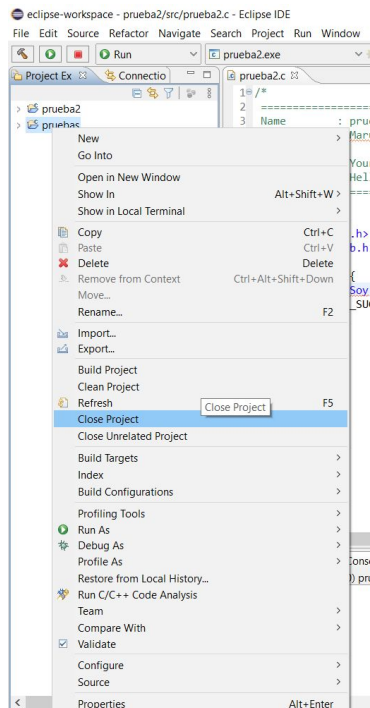 eclipse-workspace - prueba2/src/prueba2.c - Eclipse IDE
File Edit Source Refactor Navigate Search Project Run Window
Run prueba2.exe
Project Ex Connectio prueba2.c
prueba2
pruebas
1 /*
2 ====================
3 Name : pru
New
Go Into
Open in New Window
Show In Alt+Shift+W >
Show in Local Terminal
Copy Ctrl+C
Paste Ctrl+V
Delete Delete
Remove from Context Ctrl+Alt+Shift+Down
Move...
Rename... F2
Import...
Export...
Build Project
Clean Project
Refresh F5
Close Project
Close Project
Close Unrelated Project
Build Targets
Index
Build Configurations
Profiling Tools
Run As
Debug As
Profile As
Restore from Local History...
Run C/C++ Code Analysis
Team
Compare With
Validate
Configure
Source
Properties Alt+Enter
You
Hel
====
.h>
b.h
{
Soy
_SU
Cons
) pru